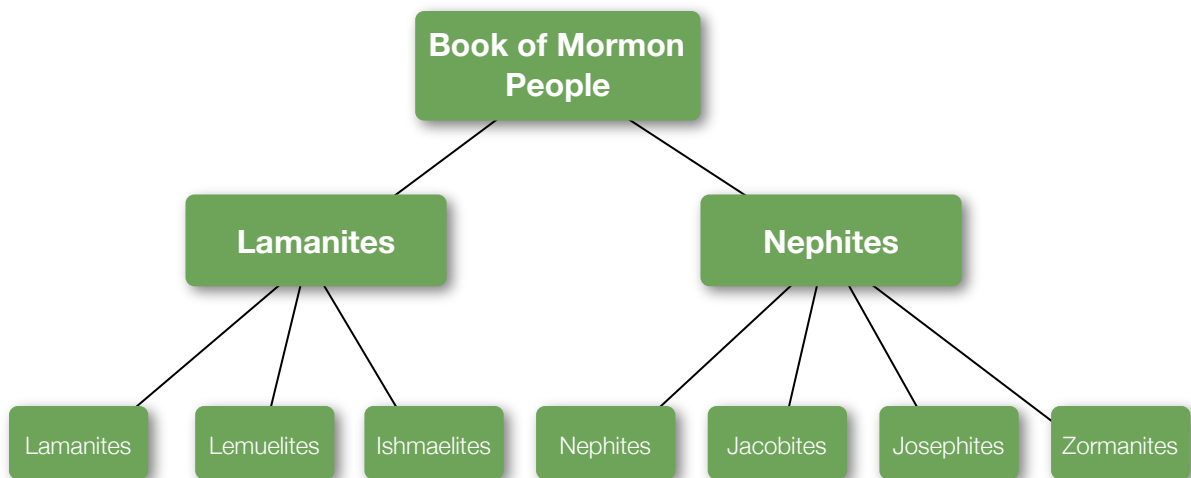 Book of Mormon
People
Lamanites
Nephites
Lamanites
Lemuelites
Ishmaelites
Nephites
Jacobites
Josephites
Zormanites